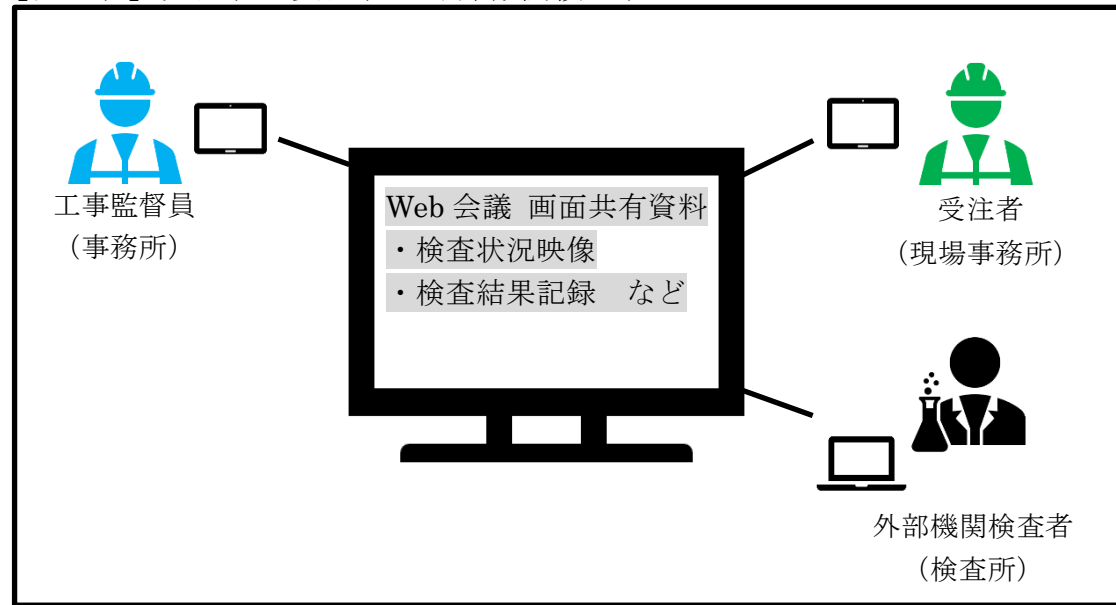 工事監督員
（事務所）
Web 会議 画面共有資料
・検査状況映像
・検査結果記録　など
受注者
（現場事務所）
外部機関検査者
（検査所）